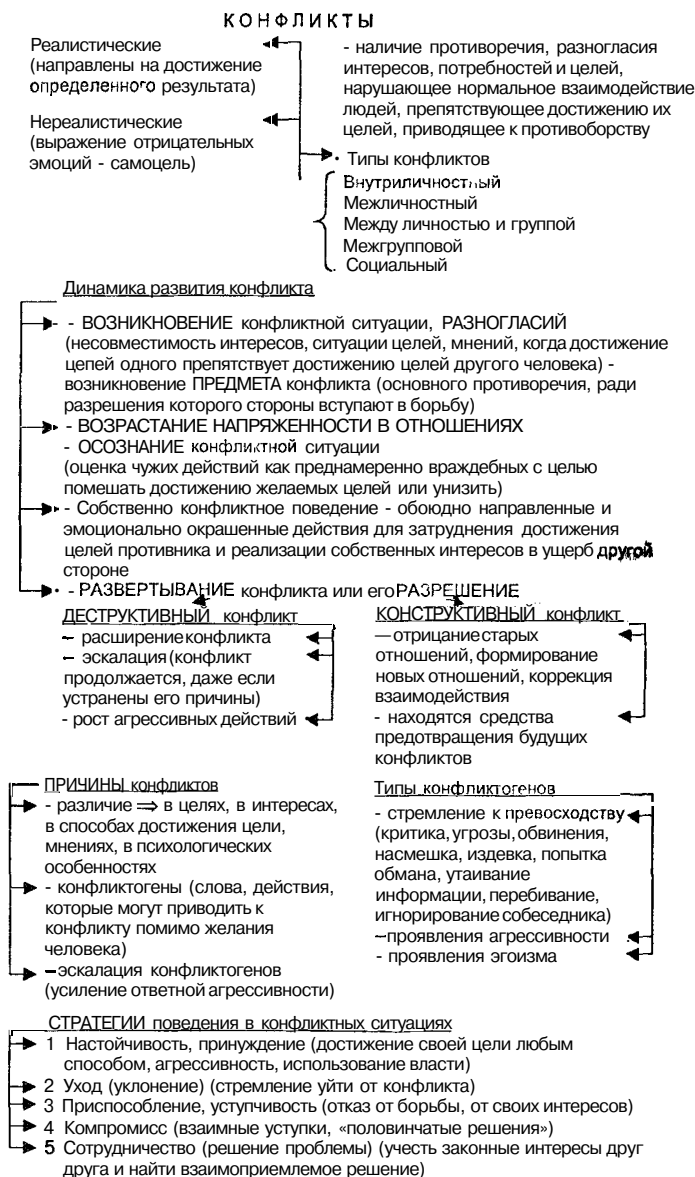 КОНФЛИКТЫ
Реалистические
(направлены на достижение
определенного результата)
Нереалистические
(выражение отрицательных
эмоций - самоцель)
- наличие противоречия, разногласия
интересов, потребностей и целей,
нарушающее нормальное взаимодействие
людей, препятствующее достижению их
целей, приводящее к противоборству
· Типы конфликтов
Внутриличностный
Межличностный
Между личностью и группой
Межгрупповой
Социальный
Динамика развития конфликта
- - ВОЗНИКНОВЕНИЕ конфликтной ситуации, РАЗНОГЛАСИЙ
(несовместимость интересов, ситуации целей, мнений, когда достижение
цепей одного препятствует достижению целей другого человека) -
возникновение ПРЕДМЕТА конфликта (основного противоречия, ради
разрешения которого стороны вступают в борьбу)
- ВОЗРАСТАНИЕ НАПРЯЖЕННОСТИ В ОТНОШЕНИЯХ
- ОСОЗНАНИЕ конфликтной ситуации
(оценка чужих действий как преднамеренно враждебных с целью
помешать достижению желаемых целей или унизить)
- Собственно конфликтное поведение - обоюдно направленные и
эмоционально окрашенные действия для затруднения достижения
целей противника и реализации собственных интересов в ущерб другой
стороне
· - РАЗВЕРТЫВАНИЕ конфликта или его РАЗРЕШЕНИЕ
ДЕСТРУКТИВНЫЙ конфликт
– расширение конфликта
– эскалация (конфликт
продолжается, даже если
устранены его причины)
- рост агрессивных действий
КОНСТРУКТИВНЫЙ конфликт
— отрицание старых
отношений, формирование
новых отношений, коррекция
взаимодействия
- находятся средства
предотвращения будущих
конфликтов
ПРИЧИНЫ конфликтов
- различие ⇒ в целях, в интересах,
в способах достижения цели,
мнениях, в психологических
особенностях
- конфликтогены (слова, действия,
которые могут приводить к
конфликту помимо желания
человека)
– эскалация конфликтогенов
(усиление ответной агрессивности)
Типы конфликтогенов
- стремление к превосходству
(критика, угрозы, обвинения,
насмешка, издевка, попытка
обмана, утаивание
информации, перебивание,
игнорирование собеседника)
–проявления агрессивности
- проявления эгоизма
СТРАТЕГИИ поведения в конфликтных ситуациях
1 Настойчивость, принуждение (достижение своей цели любым
способом, агрессивность, использование власти)
2 Уход (уклонение) (стремление уйти от конфликта)
3 Приспособление, уступчивость (отказ от борьбы, от своих интересов)
4 Компромисс (взаимные уступки, «половинчатые решения»)
5 Сотрудничество (решение проблемы) (учесть законные интересы друг
друга и найти взаимоприемлемое решение)